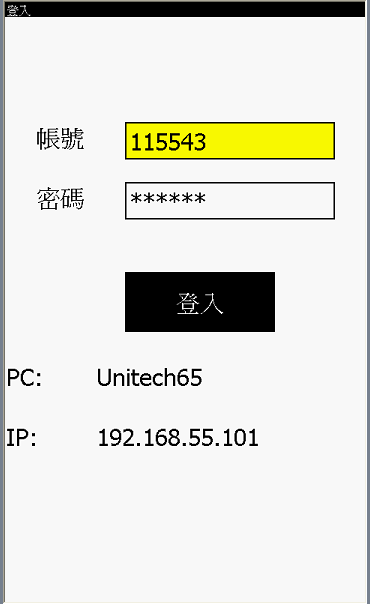 登入
帳號 115543
密碼 ******
登入
PC: Unitech65
IP: 192.168.55.101